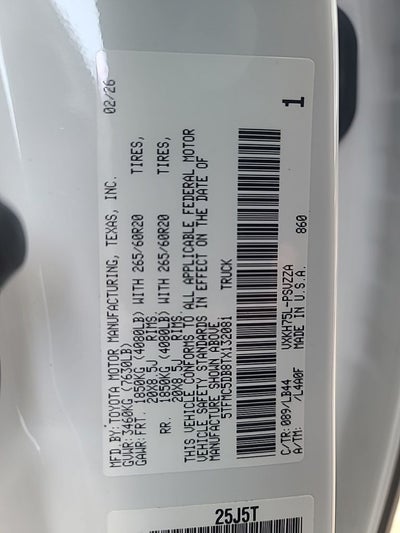 MFD BY: TOYOTA MOTOR MANUFACTURING, TEXAS, INC. 02/26
GVWR: 3460KG (7630LB)
GAWR: FRT. 1850KG (4080LB) WITH 265/60R20 TIRES,
20X8.5J RIMS
RR. 1850KG (4080LB) WITH 265/60R20 TIRES,
20X8.5J RIMS
THIS VEHICLE CONFORMS TO ALL APPLICABLE FEDERAL MOTOR
VEHICLE SAFETY STANDARDS IN EFFECT ON THE DATE OF
MANUFACTURE SHOWN ABOVE
5TFMC5DB8TX132081 TRUCK
1
C/TR: 089/LB44 VXKH75L-PSVZZA
A/TM: /L4A0F MADE IN U.S.A. 860
25J5T